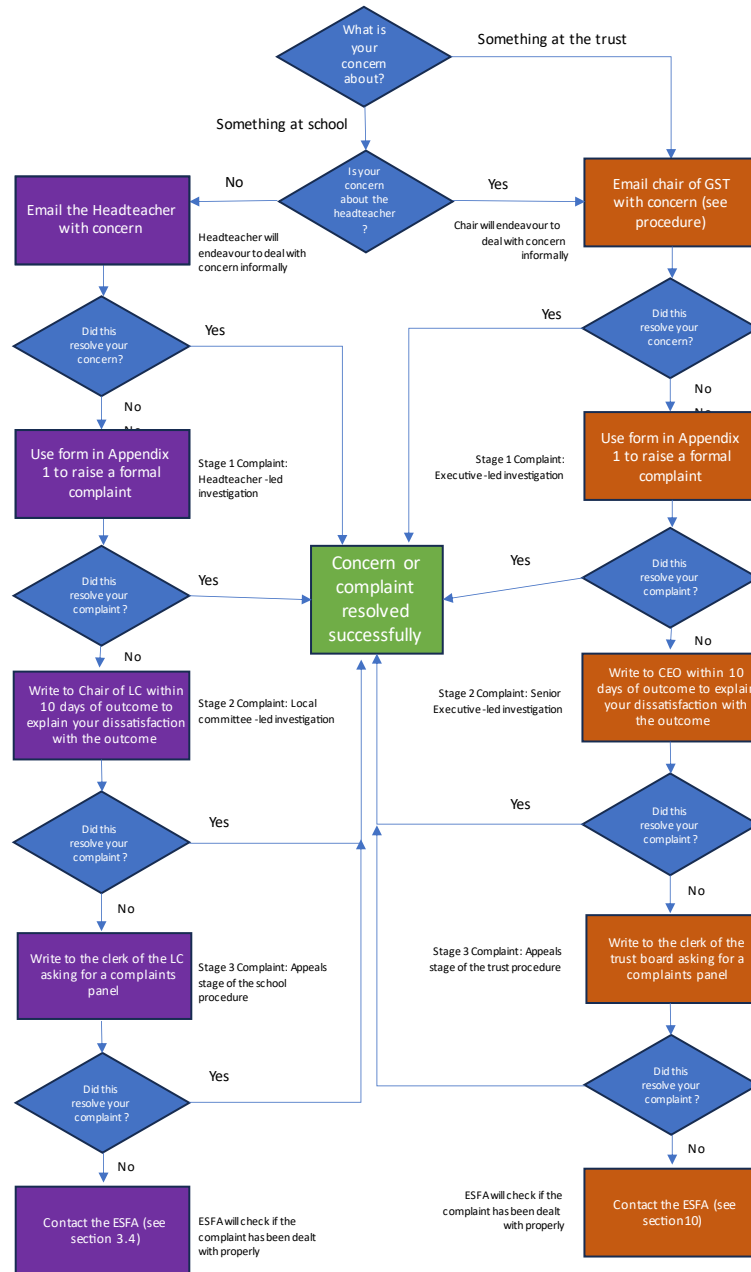 What is
your
concern
about?
Something at the trust
Something at school
Is your
concern
about the
headteacher
?
No
Yes
Email the Headteacher
with concern
Email chair of GST
with concern (see
procedure)
Headteacher will
endeavour to deal with
concern informally
Chair will endeavour to
deal with concern
informally
Did this
resolve your
concern?
Yes
Yes
Did this
resolve your
concern?
No
No
No
No
Use form in Appendix
1 to raise a formal
complaint
Stage 1 Complaint:
Headteacher -led
investigation
Stage 1 Complaint:
Executive -led investigation
Use form in Appendix
1 to raise a formal
complaint
Concern or
complaint
resolved
successfully
Did this
resolve your
complaint ?
Yes
Yes
Did this
resolve your
complaint ?
No
No
Write to Chair of LC within
10 days of outcome to
explain your dissatisfaction
with the outcome
Stage 2 Complaint: Local
committee -led investigation
Stage 2 Complaint: Senior
Executive -led investigation
Write to CEO within 10
days of outcome to explain
your dissatisfaction with
the outcome
Did this
resolve your
complaint ?
Yes
Yes
Did this
resolve your
complaint ?
No
No
Write to the clerk of the LC
asking for a complaints
panel
Stage 3 Complaint: Appeals
stage of the school
procedure
Stage 3 Complaint: Appeals
stage of the trust procedure
Write to the clerk of the
trust board asking for a
complaints panel
Did this
resolve your
complaint ?
Yes
Did this
resolve your
complaint ?
No
No
Contact the ESFA (see
section 3.4)
ESFA will check if the
complaint has been dealt
with properly
ESFA will check if the
complaint has been dealt
with properly
Contact the ESFA (see
section10)